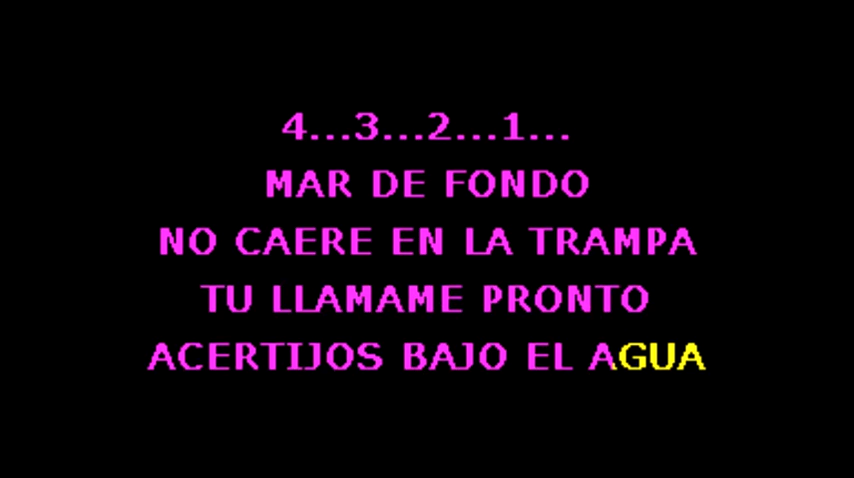 4...3...2...1...
MAR DE FONDO
NO CAERE EN LA TRAMPA
TU LLAMAME PRONTO
ACERTIJOS BAJO EL AGUA